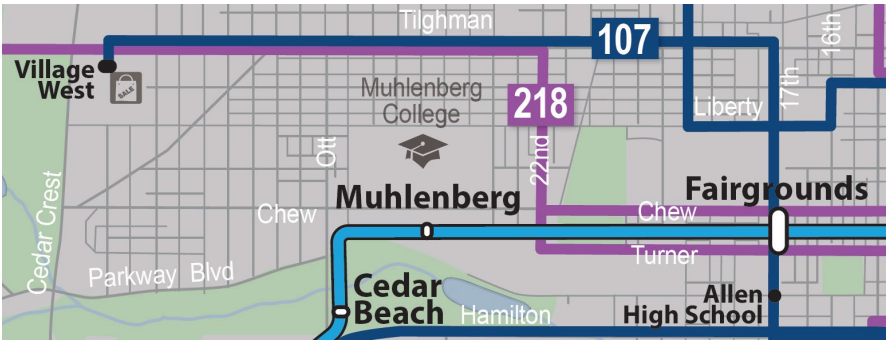 Tilghman
107
16th
Village
West
SALE
Muhlenberg
College
218
Liberty
17th
Ott
22nd
Muhlenberg
Fairgrounds
Cedar Crest
Chew
Chew
Turner
Parkway Blvd
Cedar
Beach
Hamilton
Allen
High School